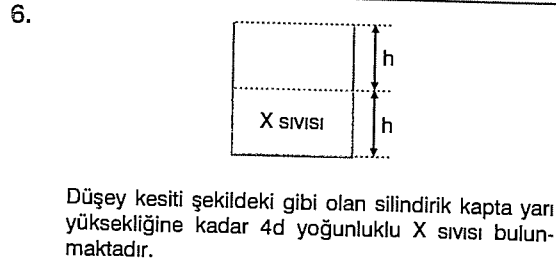 6.
h
X sıvısı
h
Düşey kesiti şekildeki gibi olan silindirik kapta yarı
yüksekliğine kadar 4d yoğunluklu X sıvısı bulun-
maktadır.